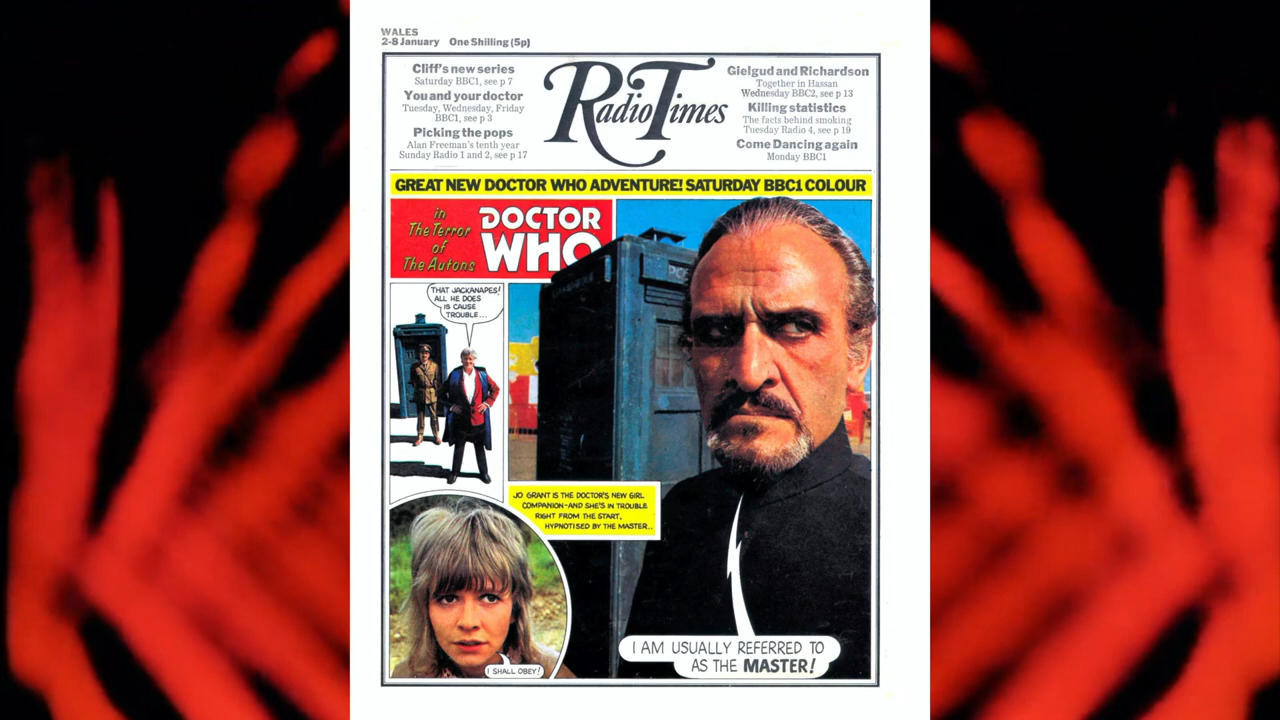 WALES
2-8 January One Shilling (5p)
Cliff's new series
Saturday BBC1, see p 7
You and your doctor
Tuesday, Wednesday, Friday
BBC1, see p 3
Picking the pops
Alan Freeman's tenth year
Sunday Radio 1 and 2, see p 17
Radio Times
Gielgud and Richardson
Together in Hassan
Wednesday BBC2, see p 13
Killing statistics
The facts behind smoking
Tuesday Radio 4, see p 19
Come Dancing again
Monday BBC1
GREAT NEW DOCTOR WHO ADVENTURE! SATURDAY BBC1 COLOUR
in
The Terror
of
The Autons
DOCTOR
WHO
PO
THAT JACKANAPES!
ALL HE DOES
IS CAUSE
TROUBLE...
JO GRANT IS THE DOCTOR'S NEW GIRL
COMPANION-AND SHE'S IN TROUBLE
RIGHT FROM THE START,
HYPNOTISED BY THE MASTER..
I SHALL OBEY!
I AM USUALLY REFERRED TO
AS THE MASTER!